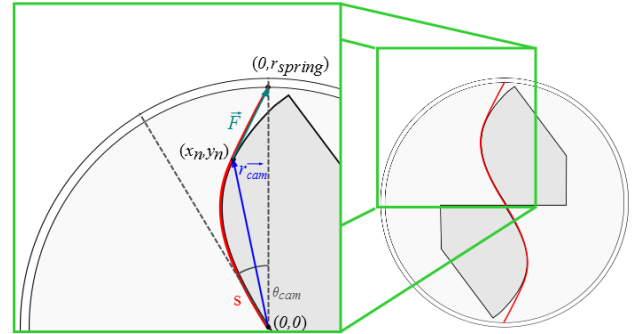 (0,r_spring)
F⃗
(x_n,y_n)
r_cam⃗
θ_cam
s
(0,0)